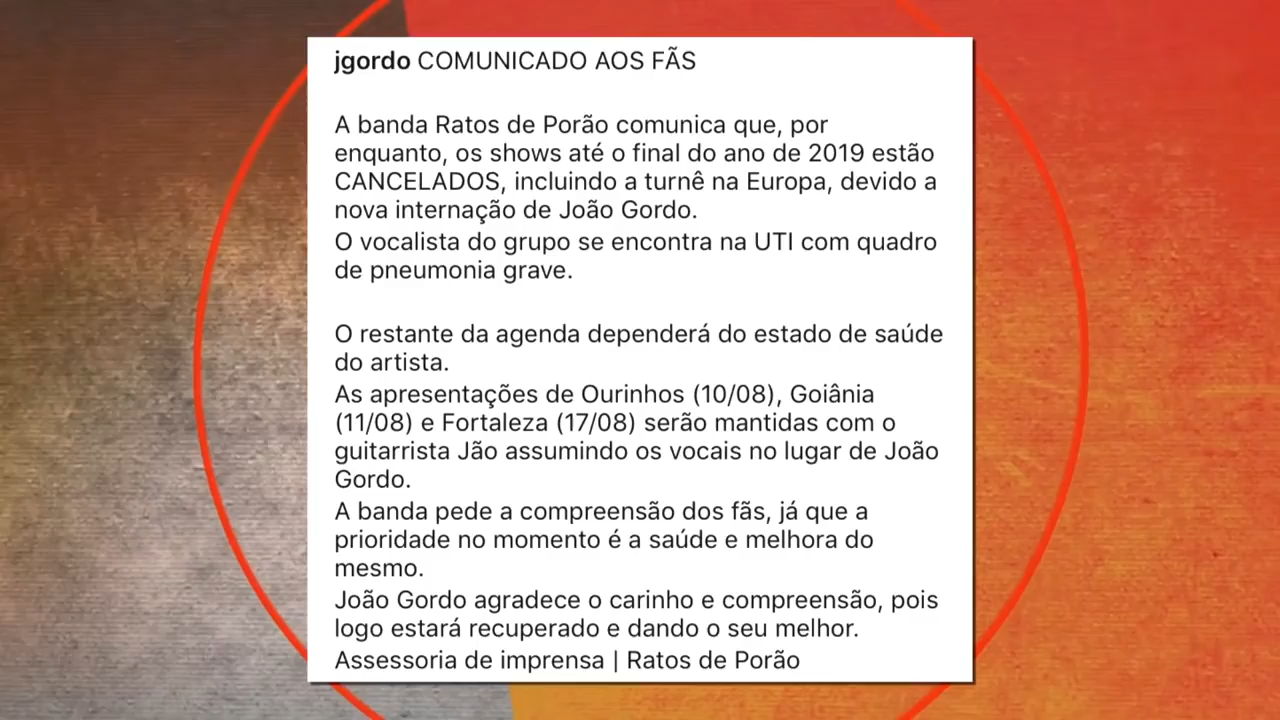 jgordo COMUNICADO AOS FÃS
A banda Ratos de Porão comunica que, por
enquanto, os shows até o final do ano de 2019 estão
CANCELADOS, incluindo a turnê na Europa, devido a
nova internação de João Gordo.
O vocalista do grupo se encontra na UTI com quadro
de pneumonia grave.
O restante da agenda dependerá do estado de saúde
do artista.
As apresentações de Ourinhos (10/08), Goiânia
(11/08) e Fortaleza (17/08) serão mantidas com o
guitarrista Jão assumindo os vocais no lugar de João
Gordo.
A banda pede a compreensão dos fãs, já que a
prioridade no momento é a saúde e melhora do
mesmo.
João Gordo agradece o carinho e compreensão, pois
logo estará recuperado e dando o seu melhor.
Assessoria de imprensa | Ratos de Porão